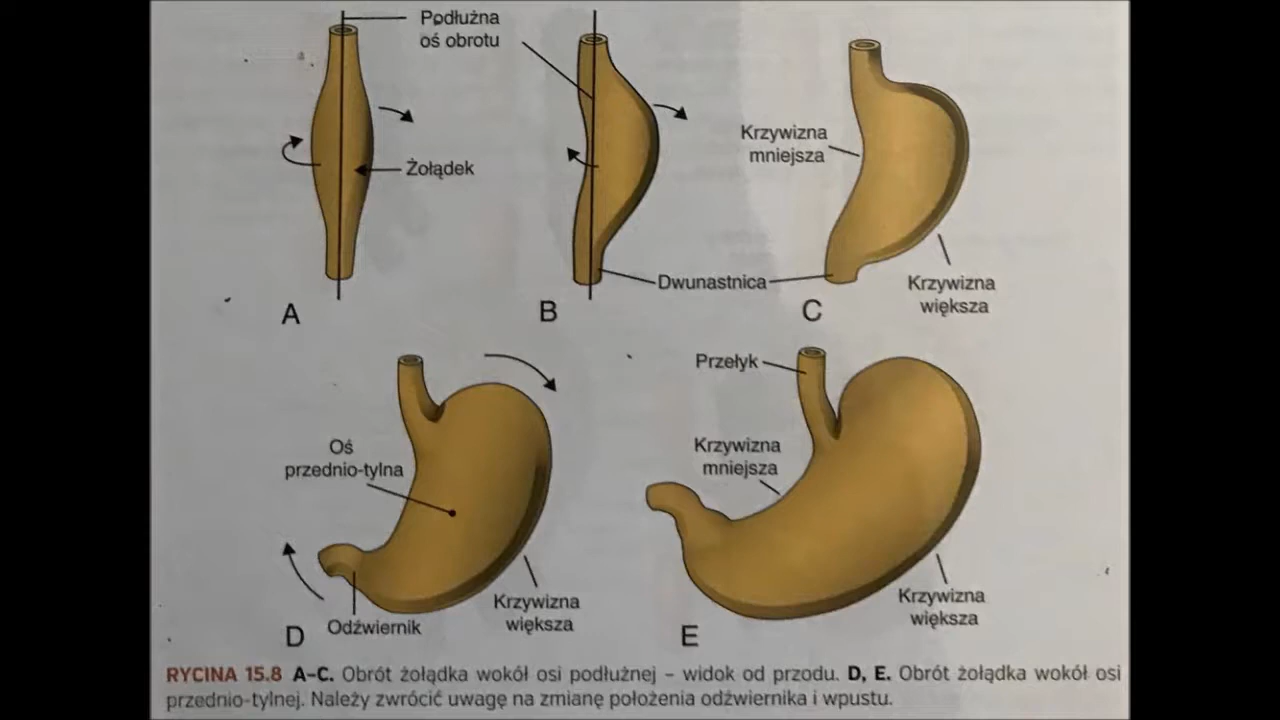 Podłużna
oś obrotu
Żołądek
A
B
Krzywizna
mniejsza
Dwunastnica
Krzywizna
większa
C
Oś
przednio-tylna
Odźwiernik
Krzywizna
większa
D
Przełyk
Krzywizna
mniejsza
Krzywizna
większa
E
RYCINA 15.8 A–C. Obrót żołądka wokół osi podłużnej – widok od przodu. D, E. Obrót żołądka wokół osi
przednio-tylnej. Należy zwrócić uwagę na zmianę położenia odźwiernika i wpustu.